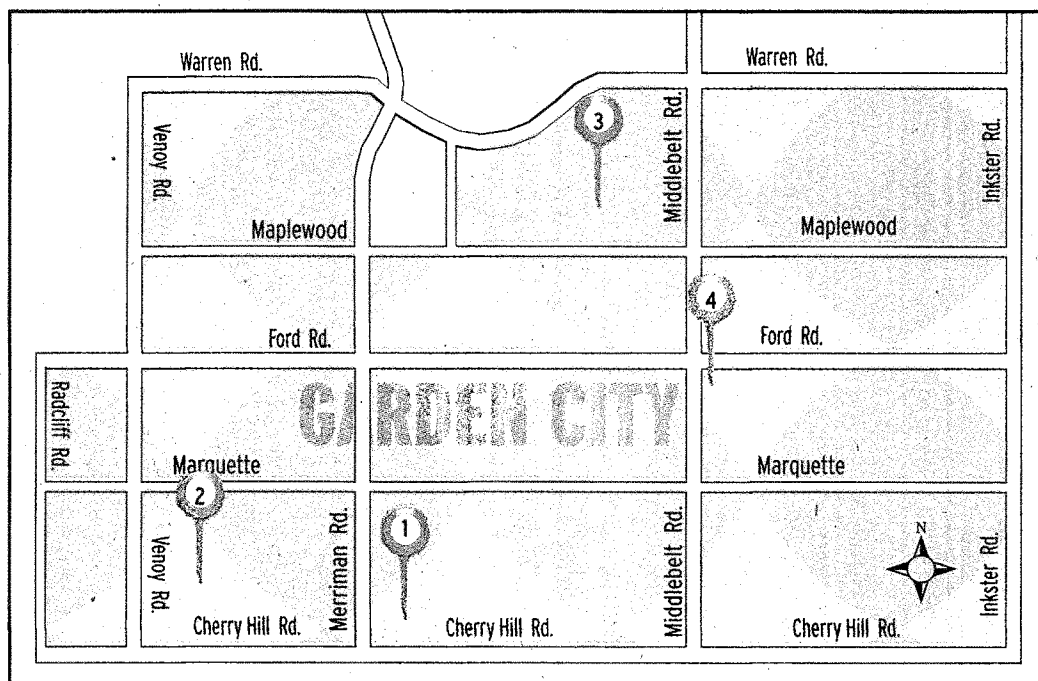 Warren Rd.
Warren Rd.
Venoy Rd.
3
Middlebelt Rd.
Inkster Rd.
Maplewood
Maplewood
4
Ford Rd.
Ford Rd.
Radcliff Rd.
GARDEN CITY
Marquette
Marquette
2
1
Venoy Rd.
Merriman Rd.
Middlebelt Rd.
N
Inkster Rd.
Cherry Hill Rd.
Cherry Hill Rd.
Cherry Hill Rd.